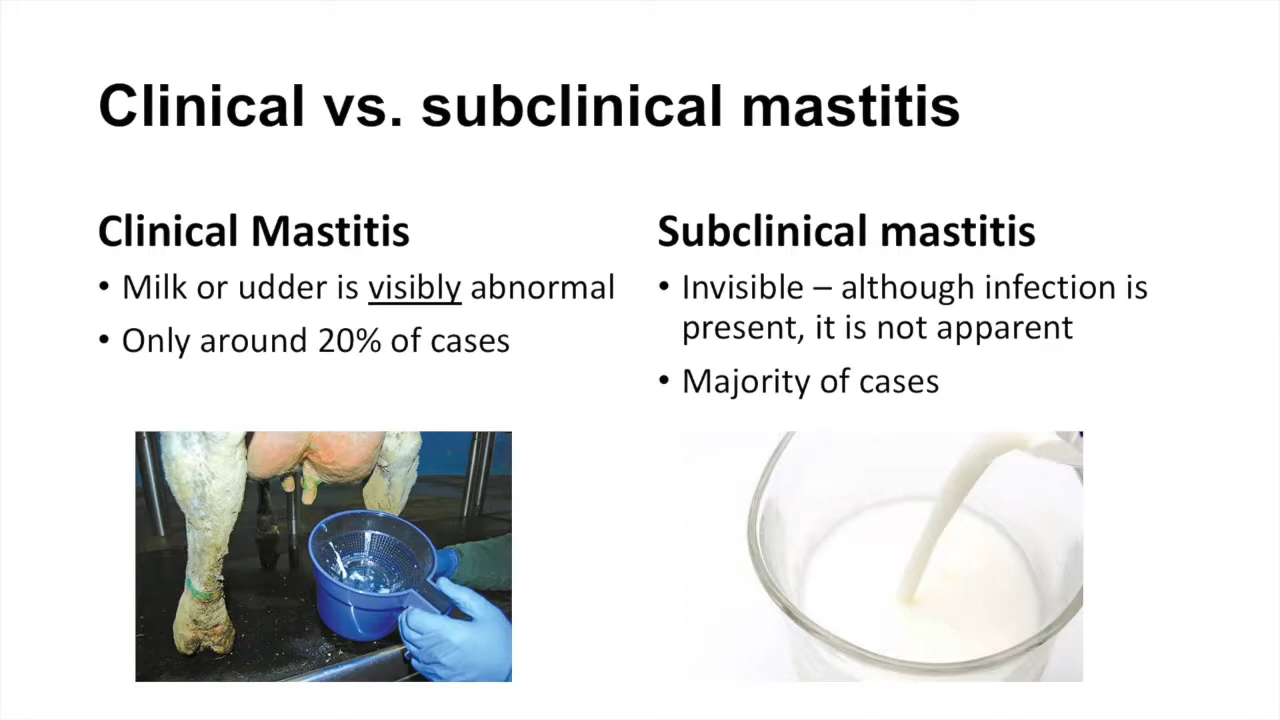 Clinical vs. subclinical mastitis
Clinical Mastitis
• Milk or udder is visibly abnormal
• Only around 20% of cases
Subclinical mastitis
• Invisible – although infection is
present, it is not apparent
• Majority of cases